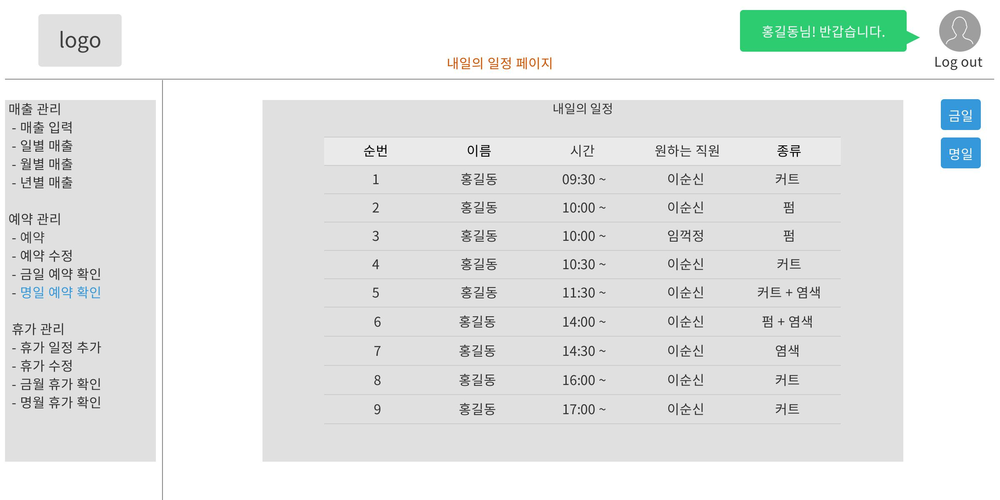 logo
홍길동님! 반갑습니다.
Log out
내일의 일정 페이지
매출 관리
- 매출 입력
- 일별 매출
- 월별 매출
- 년별 매출
예약 관리
- 예약
- 예약 수정
- 금일 예약 확인
- 명일 예약 확인
휴가 관리
- 휴가 일정 추가
- 휴가 수정
- 금월 휴가 확인
- 명월 휴가 확인
내일의 일정
순번 이름 시간 원하는 직원 종류
1 홍길동 09:30 ~ 이순신 커트
2 홍길동 10:00 ~ 이순신 펌
3 홍길동 10:00 ~ 임꺽정 펌
4 홍길동 10:30 ~ 이순신 커트
5 홍길동 11:30 ~ 이순신 커트 + 염색
6 홍길동 14:00 ~ 이순신 펌 + 염색
7 홍길동 14:30 ~ 이순신 염색
8 홍길동 16:00 ~ 이순신 커트
9 홍길동 17:00 ~ 이순신 커트
금일
명일